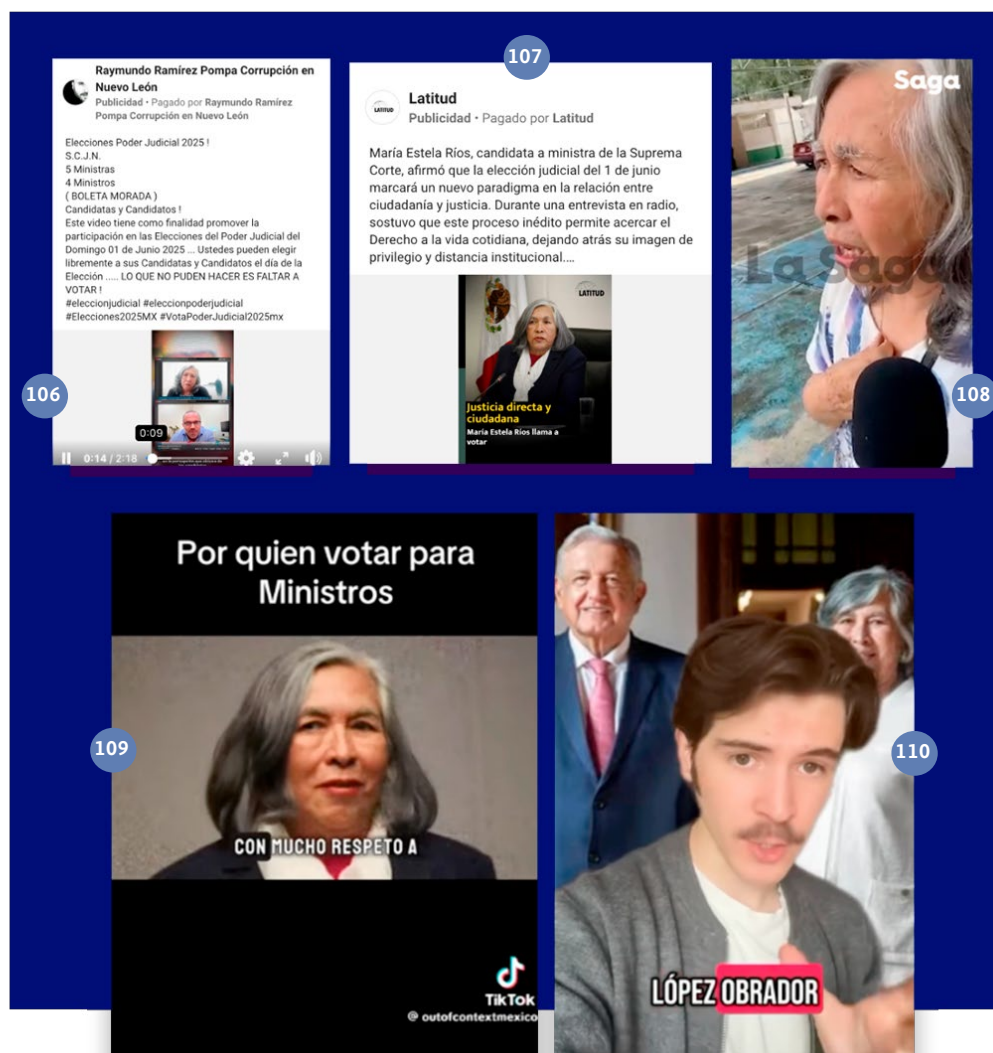 106
Raymundo Ramírez Pompa Corrupción en
Nuevo León
Publicidad • Pagado por Raymundo Ramírez
Pompa Corrupción en Nuevo León
Elecciones Poder Judicial 2025 !
S.C.J.N.
5 Ministras
4 Ministros
( BOLETA MORADA )
Candidatas y Candidatos !
Este video tiene como finalidad promover la
participación en las Elecciones del Poder Judicial del
Domingo 01 de Junio 2025 ... Ustedes pueden elegir
libremente a sus Candidatas y Candidatos el día de la
Elección ..... LO QUE NO PUDEN HACER ES FALTAR A
VOTAR !
#eleccionjudicial #eleccionpoderjudicial
#Elecciones2025MX #VotaPoderJudicial2025mx
0:09
0:14 / 2:18
107
LATITUD
Latitud
Publicidad • Pagado por Latitud
María Estela Ríos, candidata a ministra de la Suprema
Corte, afirmó que la elección judicial del 1 de junio
marcará un nuevo paradigma en la relación entre
ciudadanía y justicia. Durante una entrevista en radio,
sostuvo que este proceso inédito permite acercar el
Derecho a la vida cotidiana, dejando atrás su imagen de
privilegio y distancia institucional....
LATITUD
Justicia directa y
ciudadana
María Estela Ríos llama a
votar
108
Saga
La Saga
109
Por quien votar para
Ministros
CON MUCHO RESPETO A
TikTok
@ outofcontextmexico
110
LÓPEZ OBRADOR